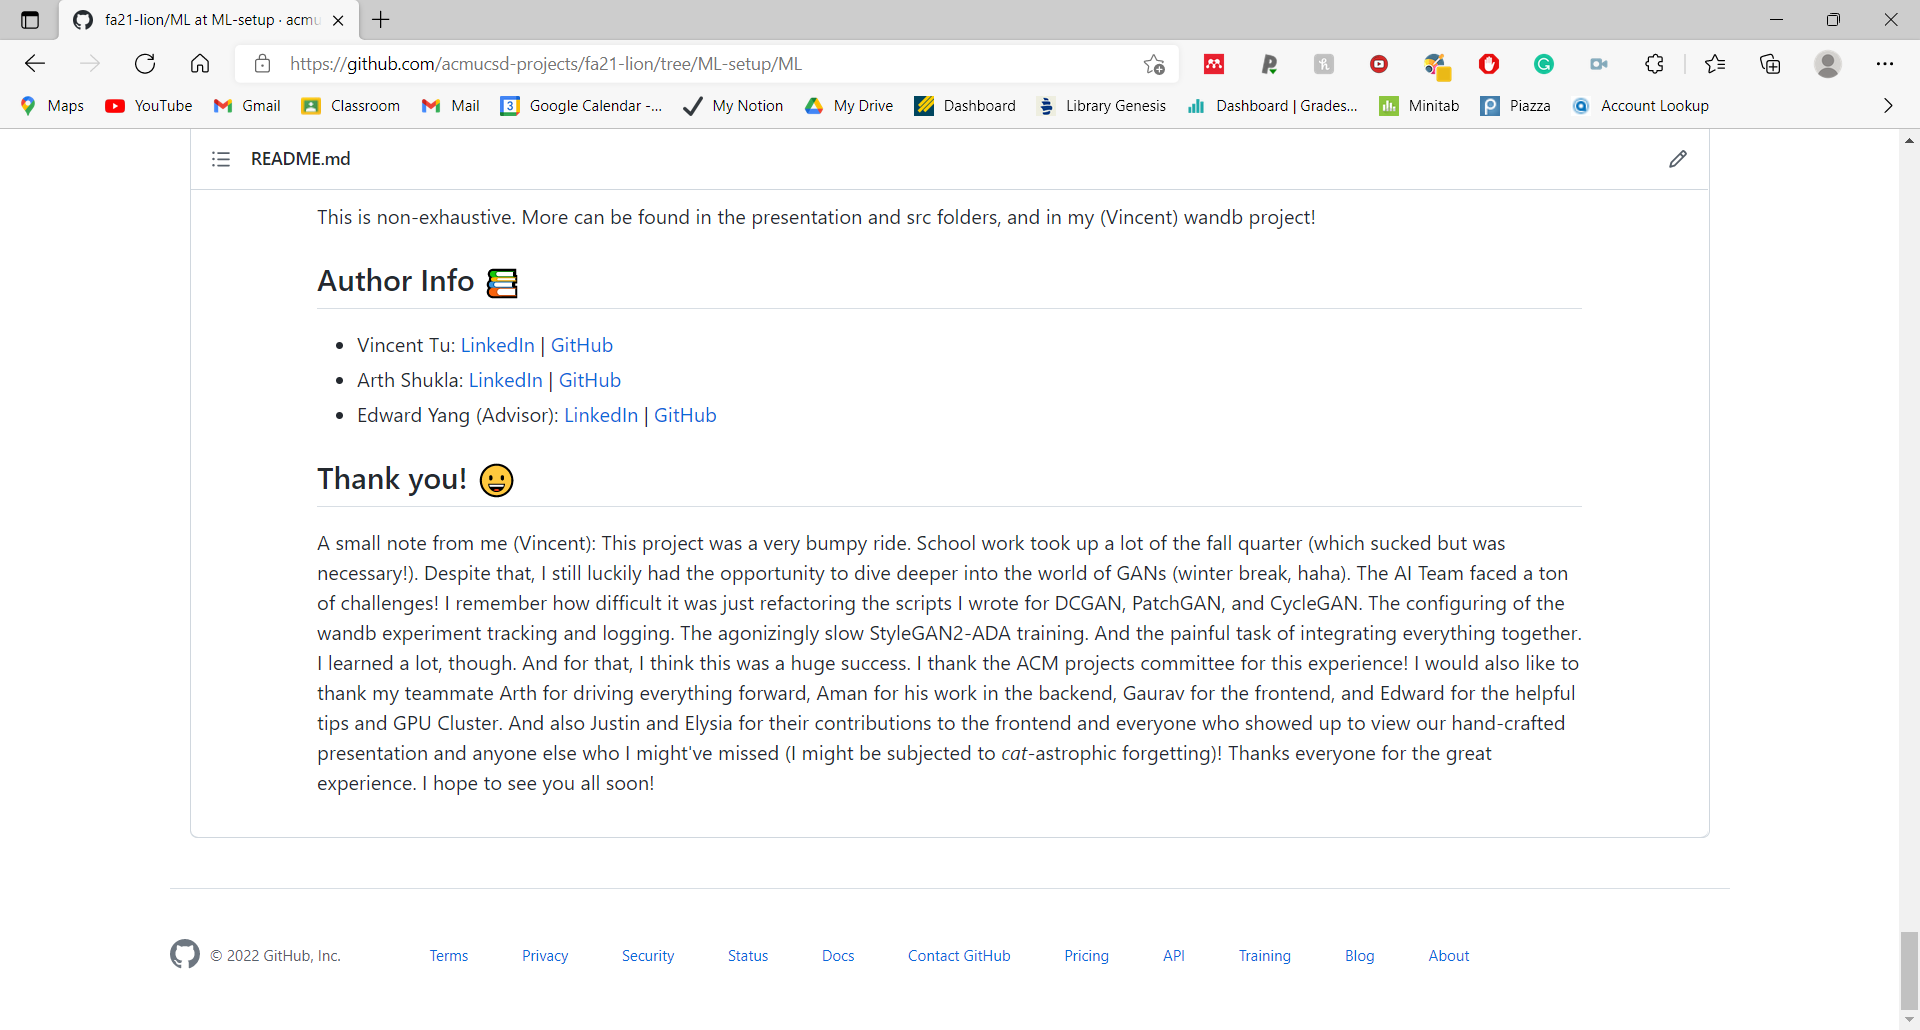 fa21-lion/ML at ML-setup · acmu
https://github.com/acmucsd-projects/fa21-lion/tree/ML-setup/ML
Maps YouTube Gmail Classroom Mail Google Calendar -... My Notion My Drive Dashboard Library Genesis Dashboard | Grades... Minitab Piazza Account Lookup
README.md
This is non-exhaustive. More can be found in the presentation and src folders, and in my (Vincent) wandb project!
Author Info 📚
• Vincent Tu: LinkedIn | GitHub
• Arth Shukla: LinkedIn | GitHub
• Edward Yang (Advisor): LinkedIn | GitHub
Thank you! 😀
A small note from me (Vincent): This project was a very bumpy ride. School work took up a lot of the fall quarter (which sucked but was
necessary!). Despite that, I still luckily had the opportunity to dive deeper into the world of GANs (winter break, haha). The AI Team faced a ton
of challenges! I remember how difficult it was just refactoring the scripts I wrote for DCGAN, PatchGAN, and CycleGAN. The configuring of the
wandb experiment tracking and logging. The agonizingly slow StyleGAN2-ADA training. And the painful task of integrating everything together.
I learned a lot, though. And for that, I think this was a huge success. I thank the ACM projects committee for this experience! I would also like to
thank my teammate Arth for driving everything forward, Aman for his work in the backend, Gaurav for the frontend, and Edward for the helpful
tips and GPU Cluster. And also Justin and Elysia for their contributions to the frontend and everyone who showed up to view our hand-crafted
presentation and anyone else who I might've missed (I might be subjected to cat-astrophic forgetting)! Thanks everyone for the great
experience. I hope to see you all soon!
© 2022 GitHub, Inc. Terms Privacy Security Status Docs Contact GitHub Pricing API Training Blog About